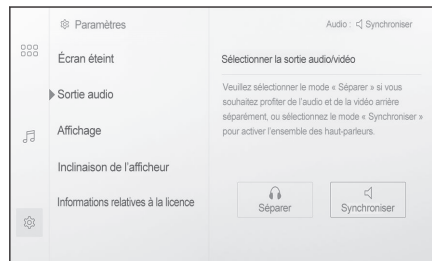 Paramètres
Audio : Synchroniser
Écran éteint
Sortie audio
Affichage
Inclinaison de l'afficheur
Informations relatives à la licence
Sélectionner la sortie audio/vidéo
Veuillez sélectionner le mode « Séparer » si vous
souhaitez profiter de l'audio et de la vidéo arrière
séparément, ou sélectionnez le mode « Synchroniser »
pour activer l'ensemble des haut-parleurs.
Séparer
Synchroniser